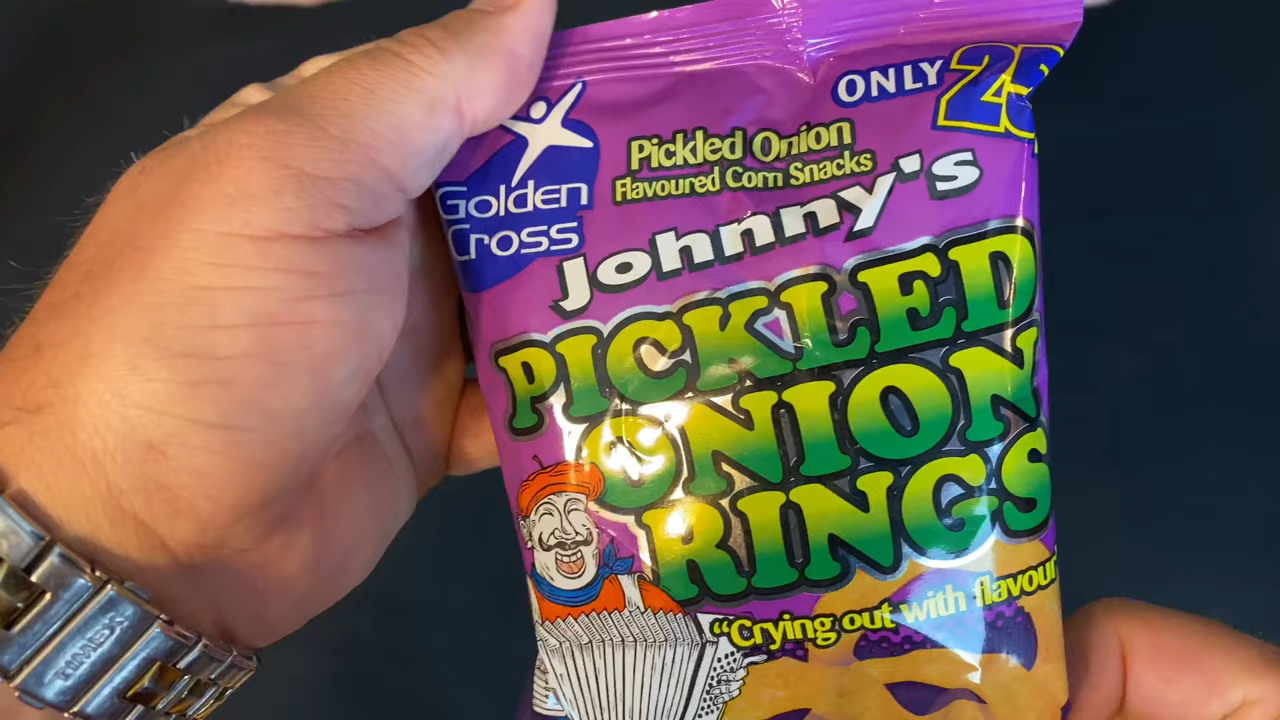 ONLY 25
Golden
Cross
Pickled Onion
Flavoured Corn Snacks
Johnny's
PICKLED
ONION
RINGS
"Crying out with flavour
TIMEX